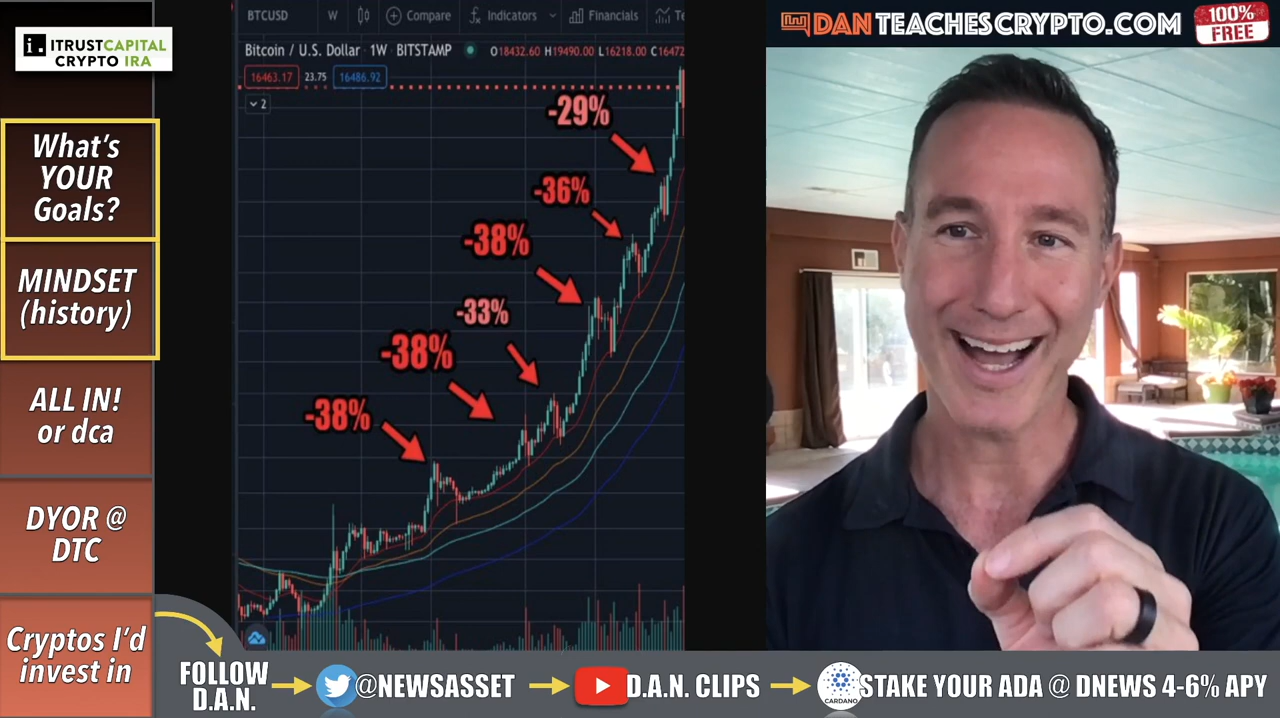 i.
ITRUSTCAPITAL
CRYPTO IRA
What's
YOUR
Goals?
MINDSET
(history)
ALL IN!
or dca
DYOR @
DTC
Cryptos I'd
invest in
BTCUSD W Compare Indicators Financials Te
Bitcoin / U.S. Dollar · 1W BITSTAMP O18432.60 H19490.00 L16218.00 C16472
16463.17 23.75 16486.92
2
-29%
-36%
-38%
-33%
-38%
-38%
DANTEACHESCRYPTO.COM
100%
FREE
FOLLOW
D.A.N.
@NEWSASSET
D.A.N. CLIPS
CARDANO
STAKE YOUR ADA @ DNEWS 4-6% APY